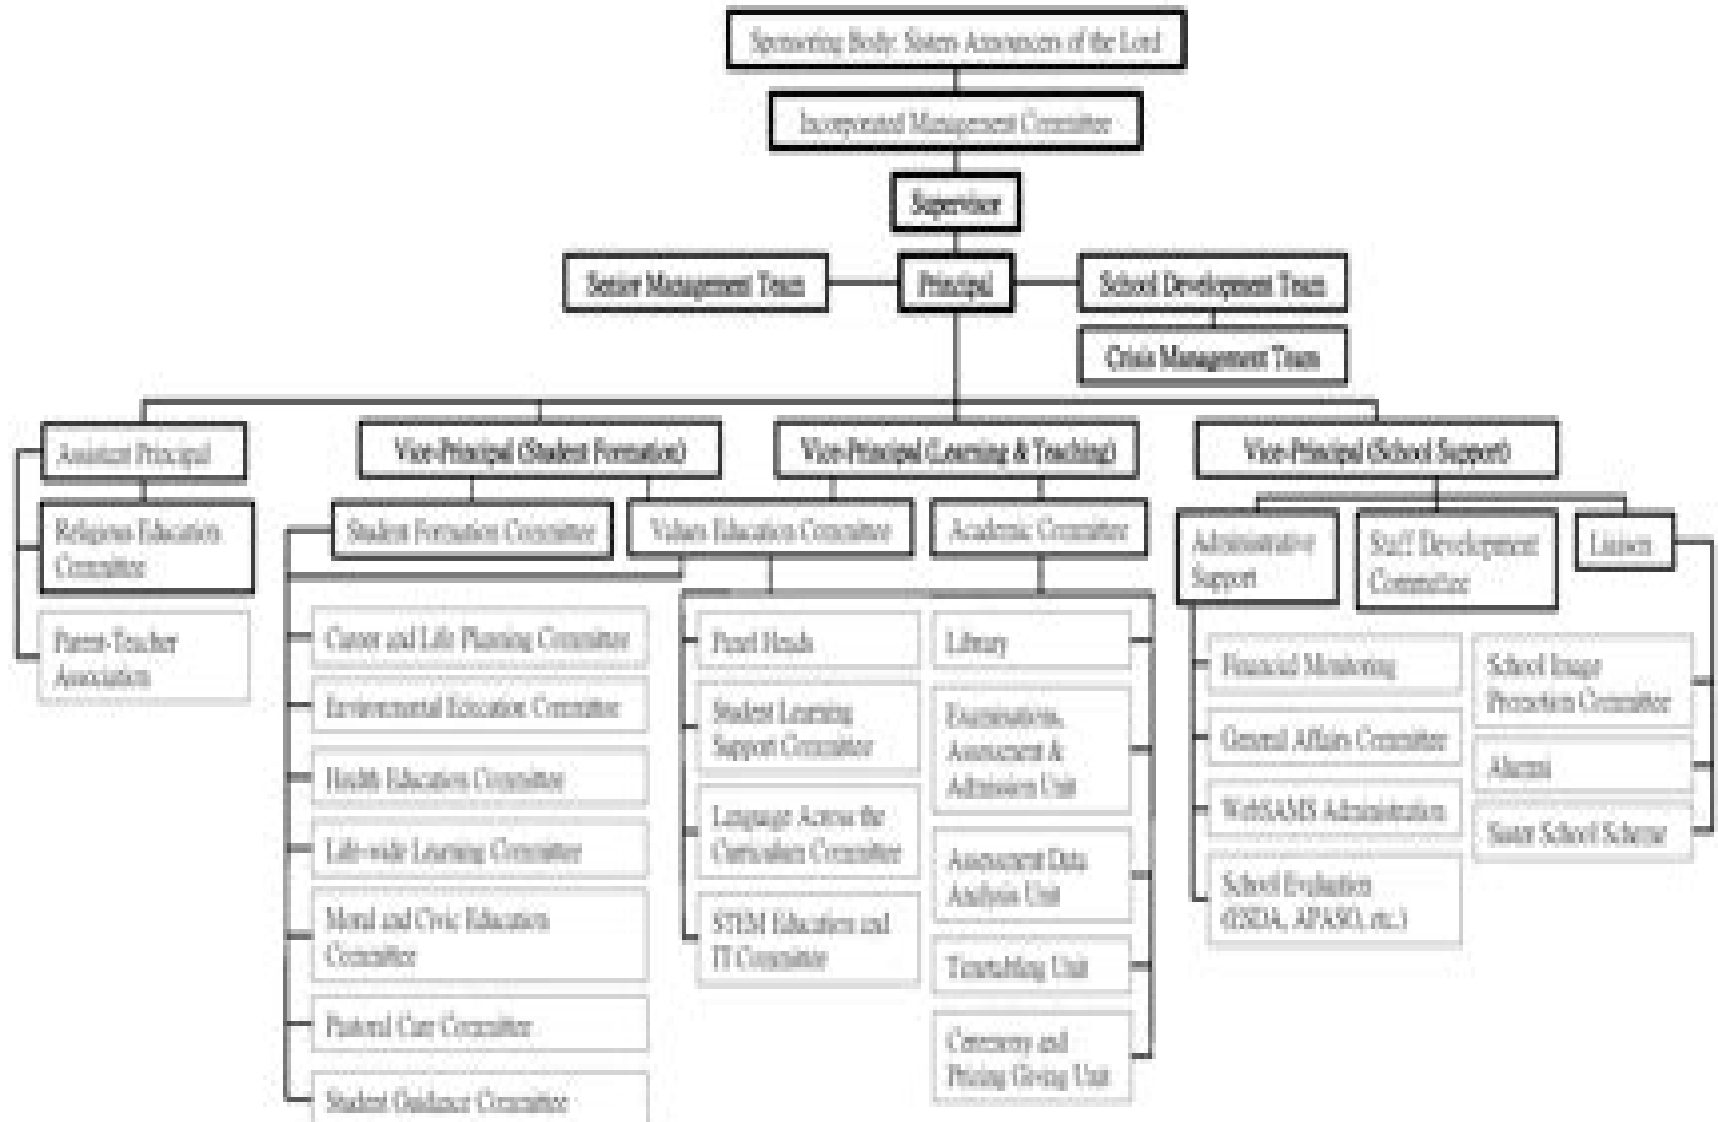 Sponsoring Body: Sisters Announcers of the Lord
Incorporated Management Committee
Supervisor
Senior Management Team
Principal
School Development Team
Crisis Management Team
Assistant Principal
Vice-Principal (Student Formation)
Vice-Principal (Learning & Teaching)
Vice-Principal (School Support)
Religious Education
Committee
Parent-Teacher
Association
Student Formation Committee
Values Education Committee
Academic Committee
Administrative
Support
Staff Development
Committee
Liaison
Career and Life Planning Committee
Environmental Education Committee
Health Education Committee
Life-wide Learning Committee
Moral and Civic Education
Committee
Pastoral Care Committee
Student Guidance Committee
Panel Heads
Student Learning
Support Committee
Language Across the
Curriculum Committee
STEM Education and
IT Committee
Library
Examinations,
Assessment &
Admission Unit
Assessment Data
Analysis Unit
Timetabling Unit
Ceremony and
Prizing Giving Unit
Financial Monitoring
General Affairs Committee
WebSAMS Administration
School Evaluation
(ESDA, APASO, etc.)
School Image
Promotion Committee
Alumni
Sister School Scheme